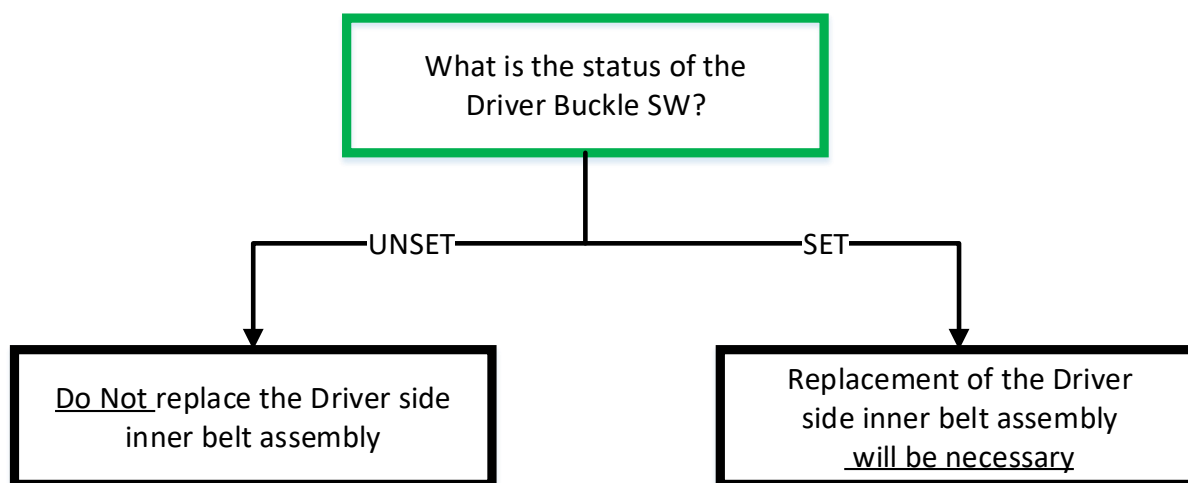 What is the status of the
Driver Buckle SW?
UNSET
SET
Do Not replace the Driver side
inner belt assembly
Replacement of the Driver
side inner belt assembly
will be necessary